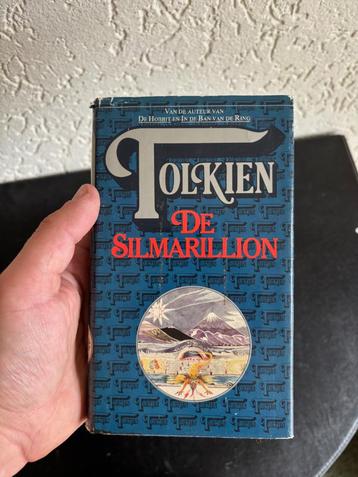 VAN DE AUTEUR VAN
DE HOBBIT EN IN DE BAN VAN DE RING
TOLKIEN
DE
SILMARILLION